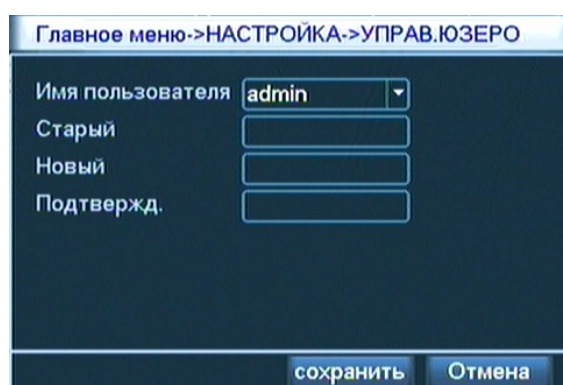 Главное меню->НАСТРОЙКА->УПРАВ.ЮЗЕРО
Имя пользователя admin
Старый
Новый
Подтвержд.
сохранить Отмена